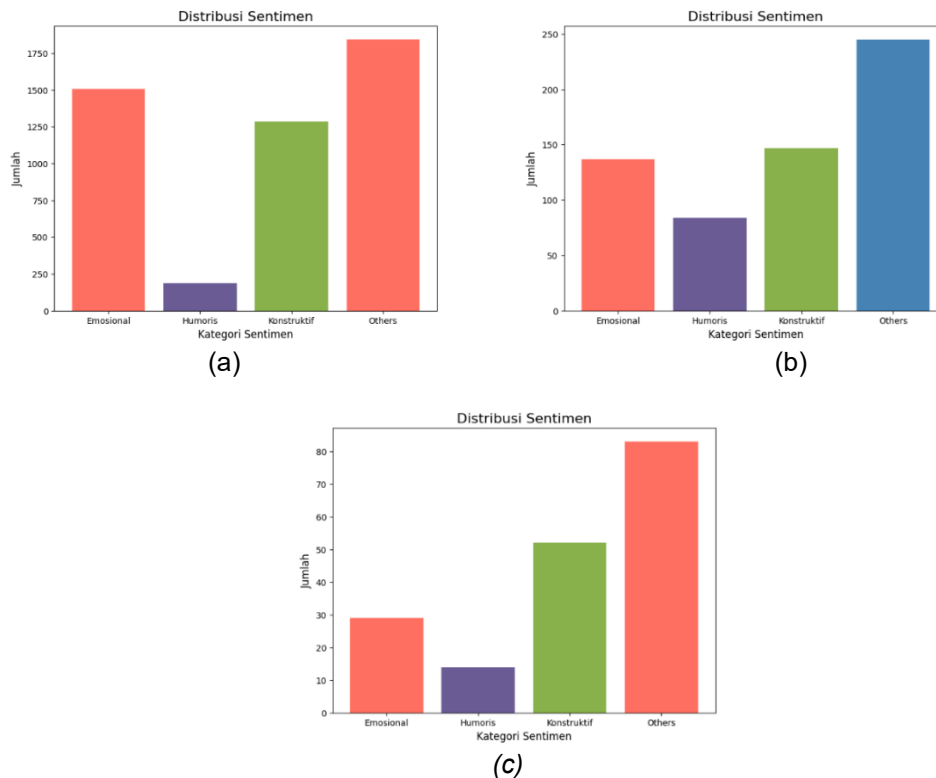 Distribusi Sentimen
1750
1500
1250
1000
750
500
250
0
Jumlah
Emosional Humoris Konstruktif Others
Kategori Sentimen
(a)
Distribusi Sentimen
250
200
150
100
50
0
Jumlah
Emosional Humoris Konstruktif Others
Kategori Sentimen
(b)
Distribusi Sentimen
80
70
60
50
40
30
20
10
0
Jumlah
Emosional Humoris Konstruktif Others
Kategori Sentimen
(c)